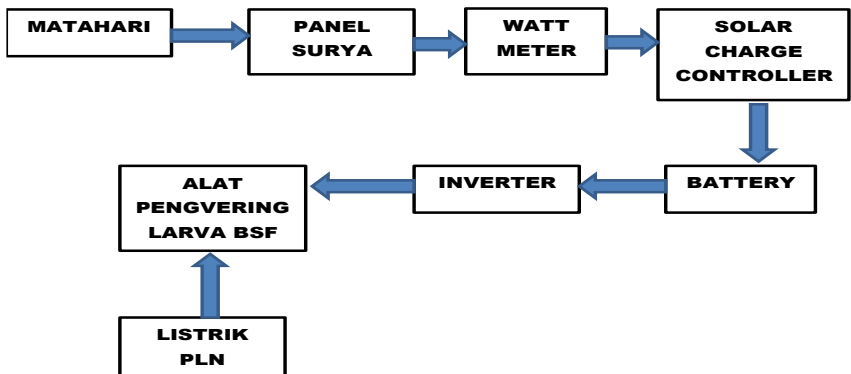 MATAHARI
PANEL
SURYA
WATT
METER
SOLAR
CHARGE
CONTROLLER
ALAT
PENGVERING
LARVA BSF
INVERTER
BATTERY
LISTRIK
PLN